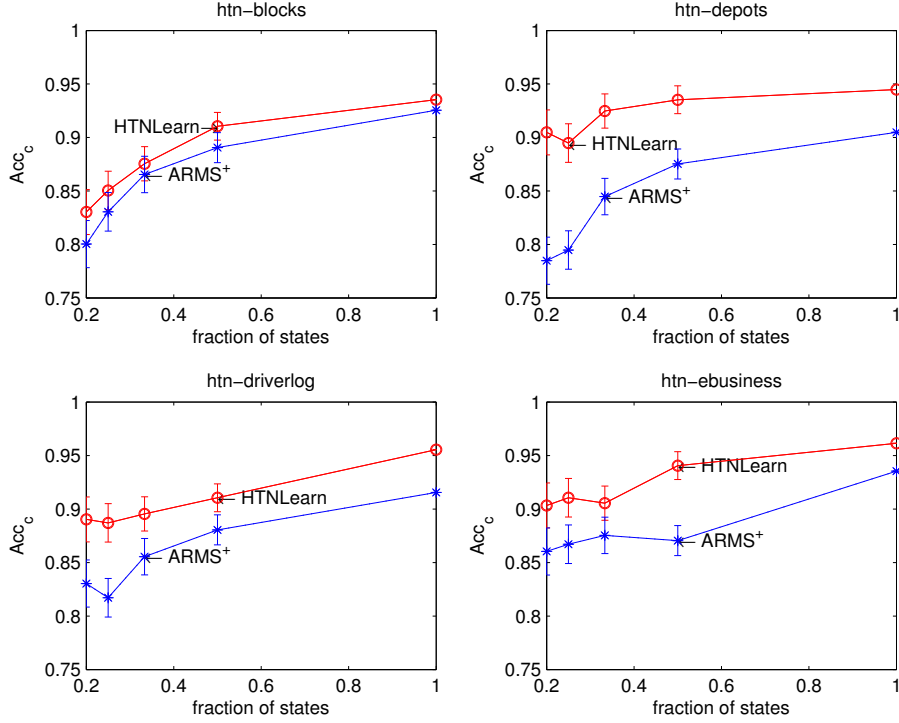 htn−blocks
htn−depots
1
0.95
0.9
0.85
0.8
0.75
Acc_c
HTNLearn
ARMS^+
0.2
0.4
0.6
0.8
1
fraction of states
1
0.95
0.9
0.85
0.8
0.75
Acc_c
HTNLearn
ARMS^+
0.2
0.4
0.6
0.8
1
fraction of states
htn−driverlog
htn−ebusiness
1
0.95
0.9
0.85
0.8
0.75
Acc_c
HTNLearn
ARMS^+
0.2
0.4
0.6
0.8
1
fraction of states
1
0.95
0.9
0.85
0.8
0.75
Acc_c
HTNLearn
ARMS^+
0.2
0.4
0.6
0.8
1
fraction of states